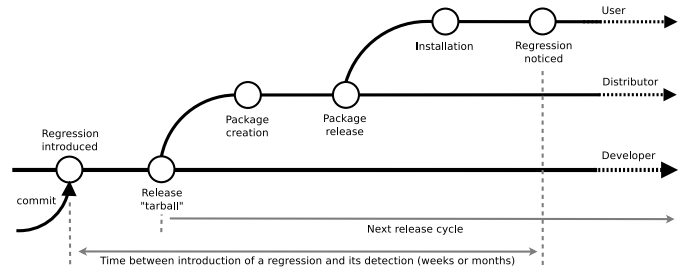 User
Installation
Regression
noticed
Distributor
Package
creation
Package
release
Regression
introduced
Developer
commit
Release
"tarball"
Next release cycle
Time between introduction of a regression and its detection (weeks or months)